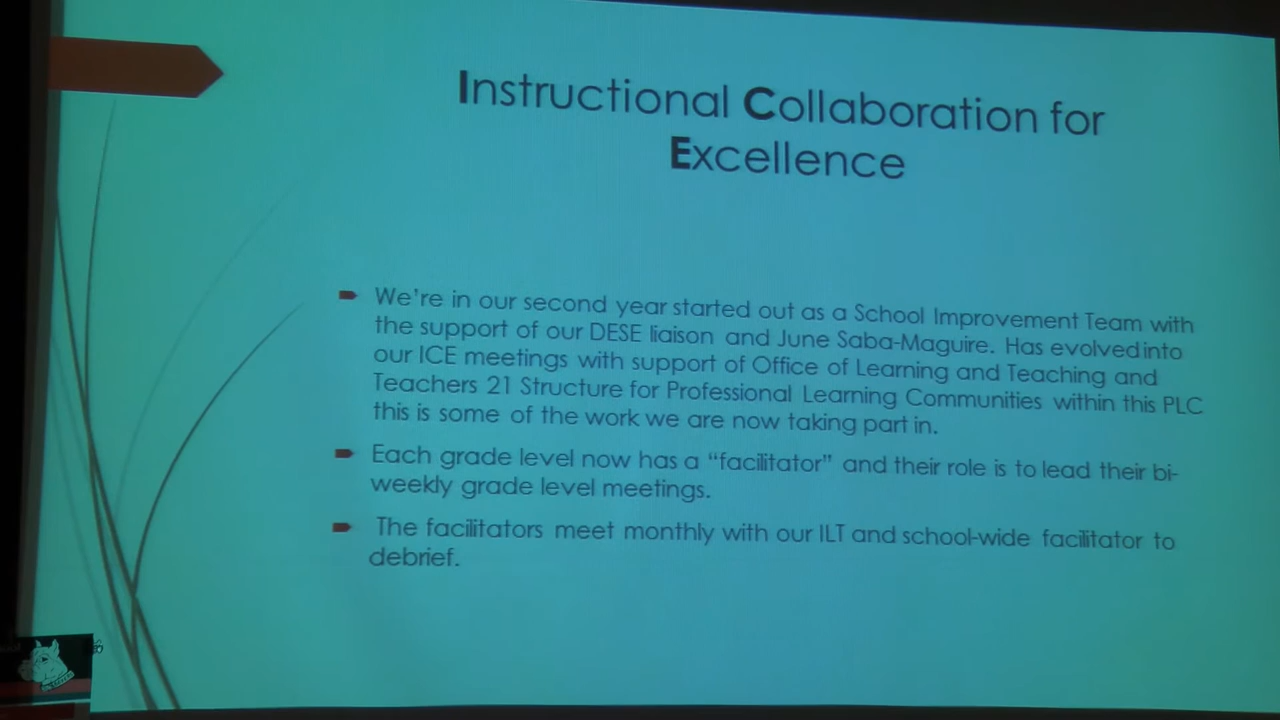 Instructional Collaboration for
Excellence
We're in our second year started out as a School Improvement Team with
the support of our DESE liaison and June Saba-Maguire. Has evolved into
our ICE meetings with support of Office of Learning and Teaching and
Teachers 21 Structure for Professional Learning Communities within this PLC
this is some of the work we are now taking part in.
Each grade level now has a "facilitator" and their role is to lead their bi-
weekly grade level meetings.
The facilitators meet monthly with our ILT and school-wide facilitator to
debrief.